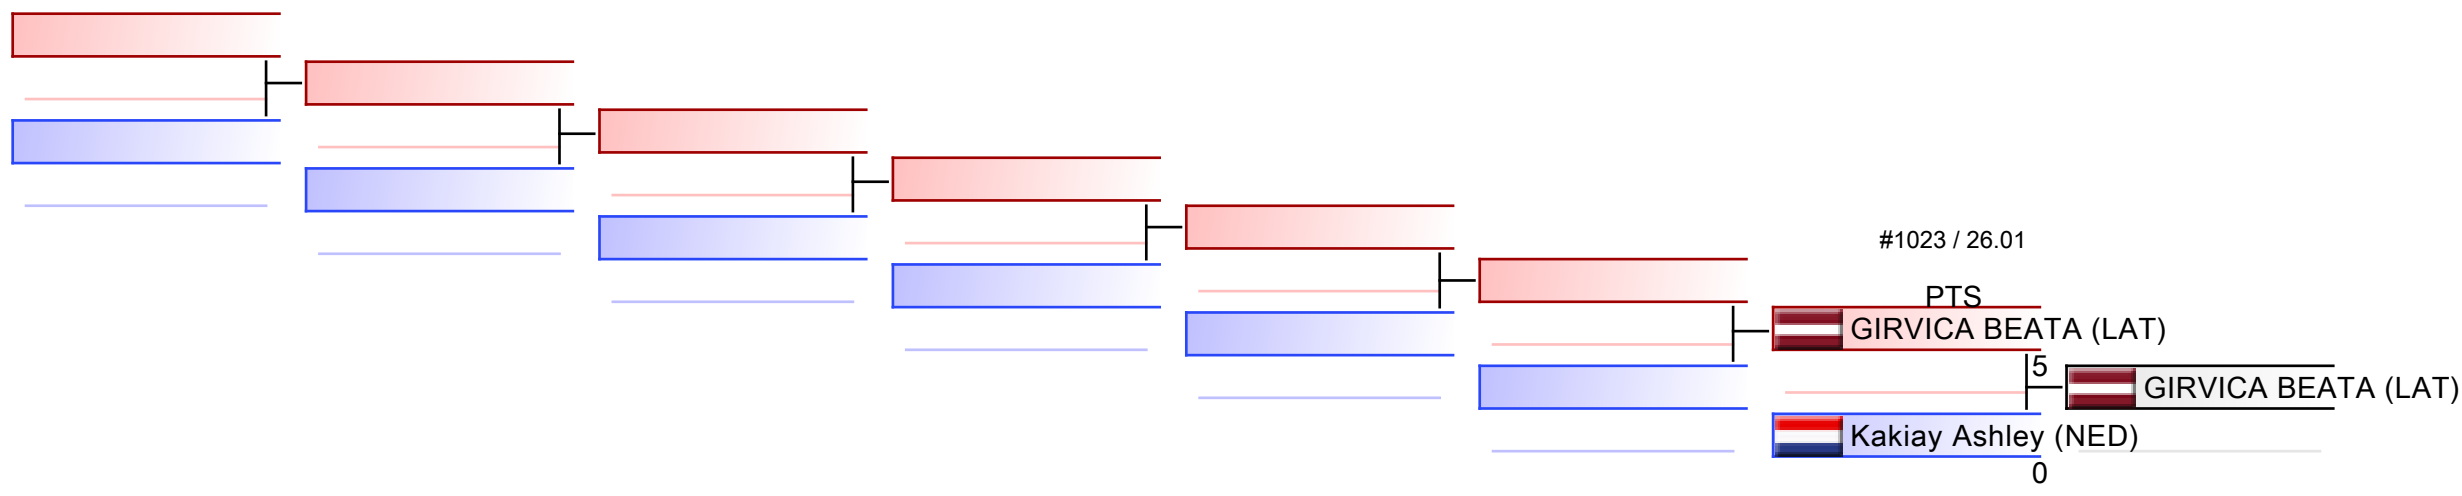 #1023 / 26.01
PTS
GIRVICA BEATA (LAT)
5
GIRVICA BEATA (LAT)
Kakiay Ashley (NED)
0